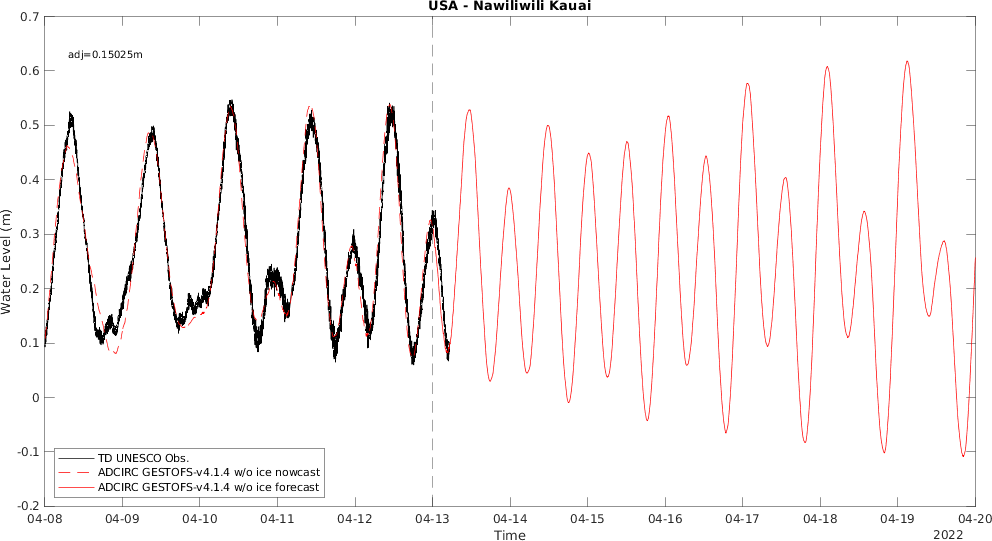 USA - Nawiliwili Kauai
0.7
adj=0.15025m
0.6
0.5
0.4
0.3
0.2
0.1
0
-0.1
-0.2
Water Level (m)
TD UNESCO Obs.
ADCIRC GESTOFS-v4.1.4 w/o ice nowcast
ADCIRC GESTOFS-v4.1.4 w/o ice forecast
04-08 04-09 04-10 04-11 04-12 04-13 04-14 04-15 04-16 04-17 04-18 04-19 04-20
Time
2022